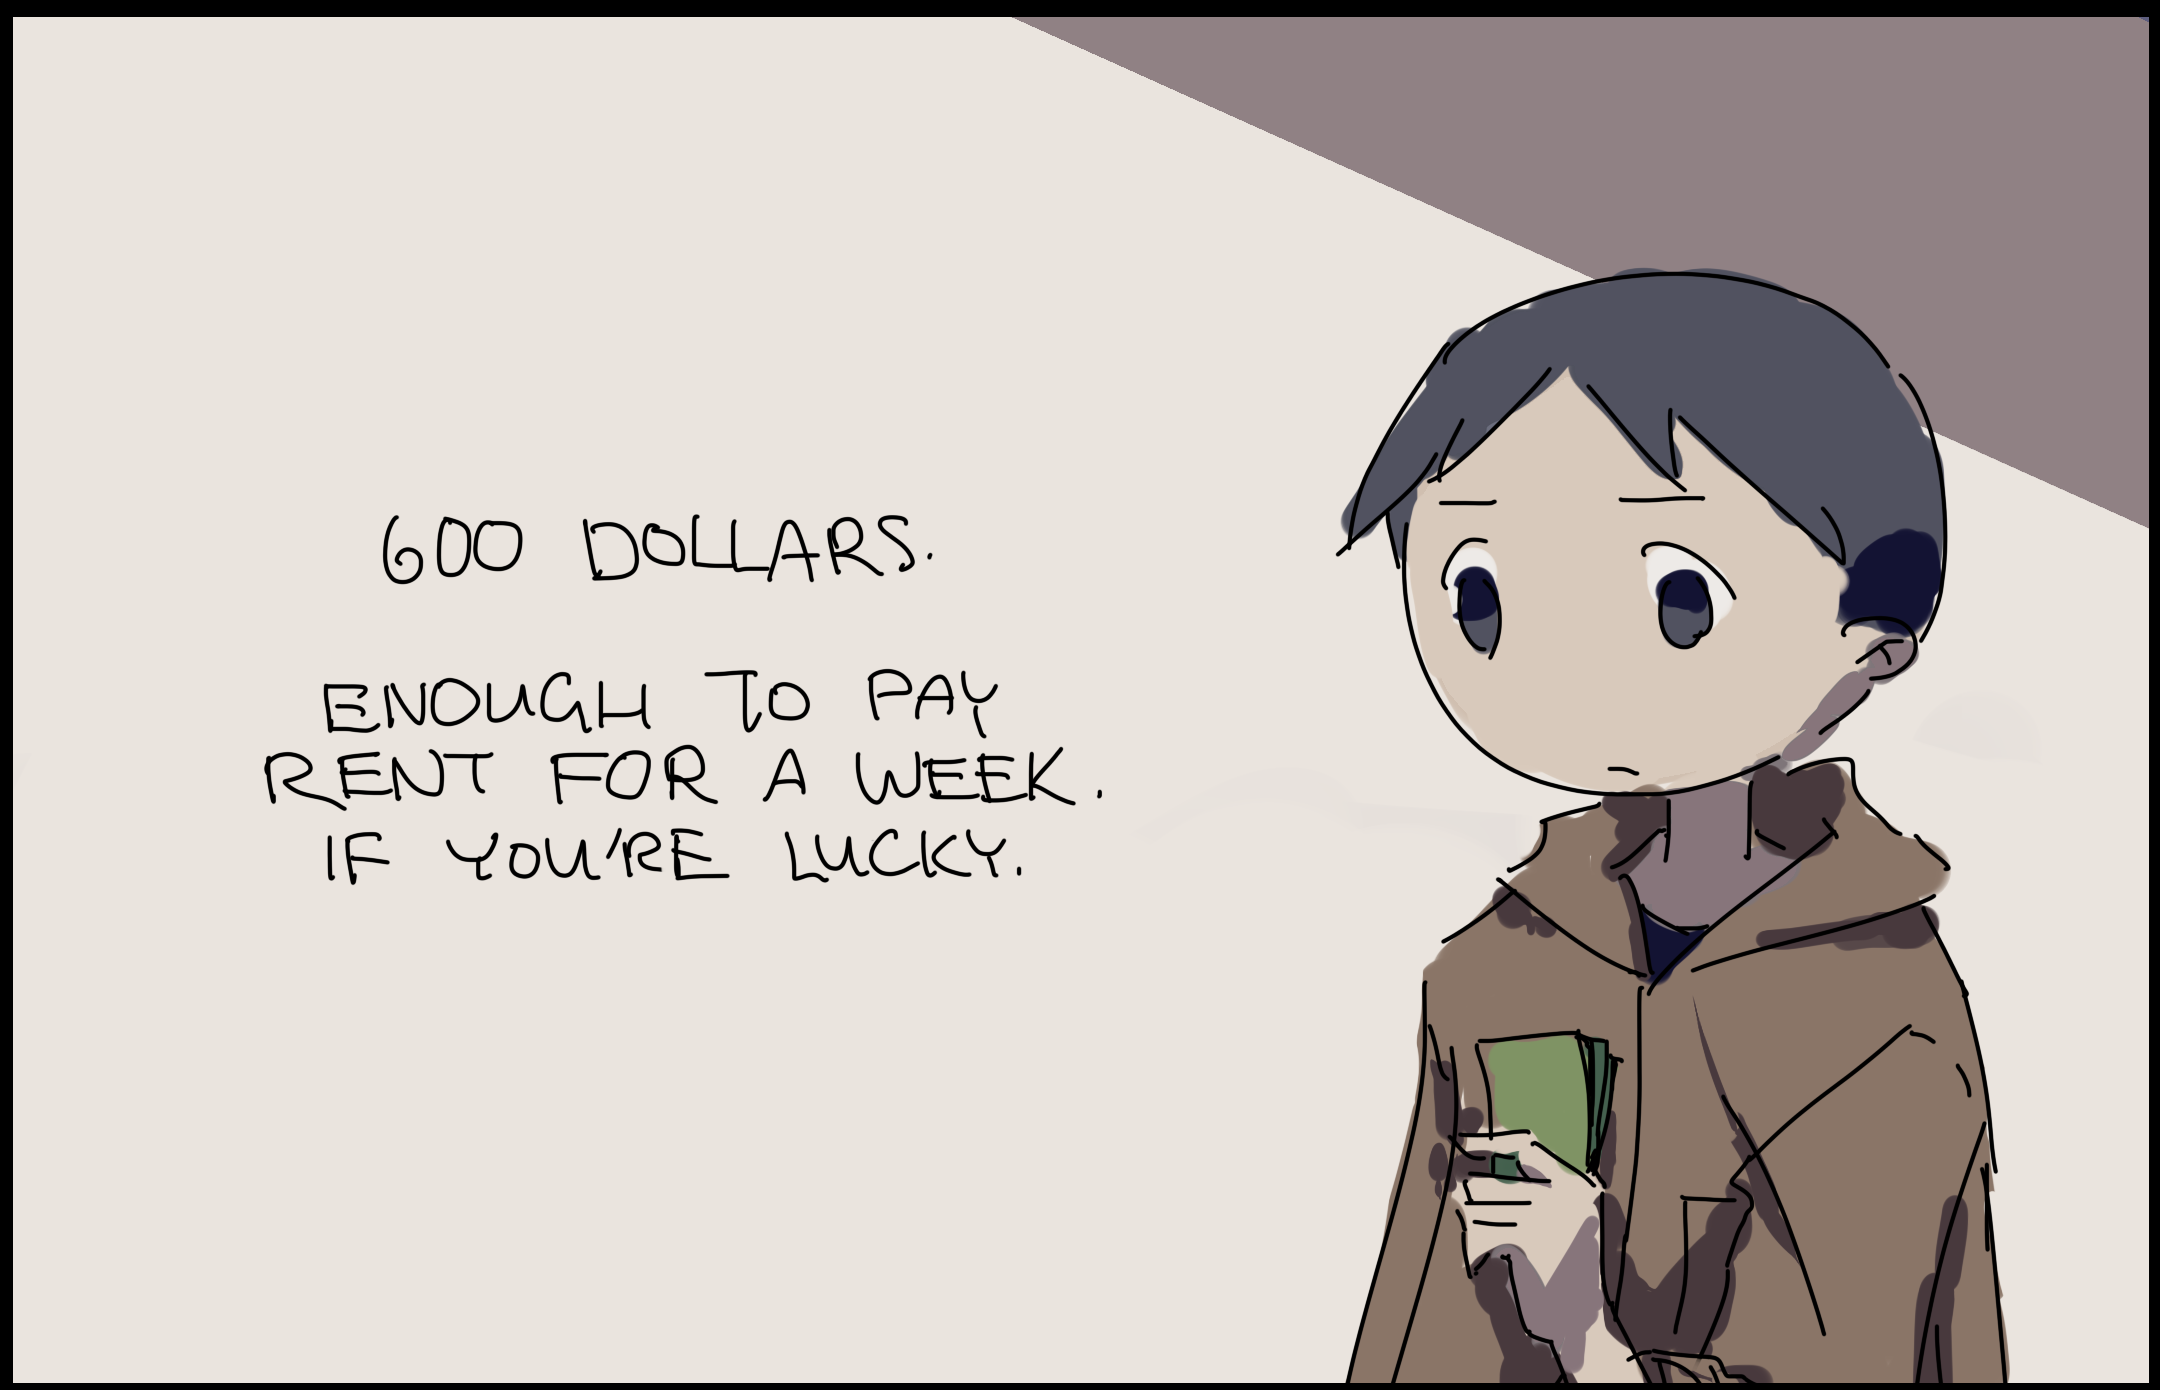 600 DOLLARS.
ENOUGH TO PAY
RENT FOR A WEEK.
IF YOU'RE LUCKY.